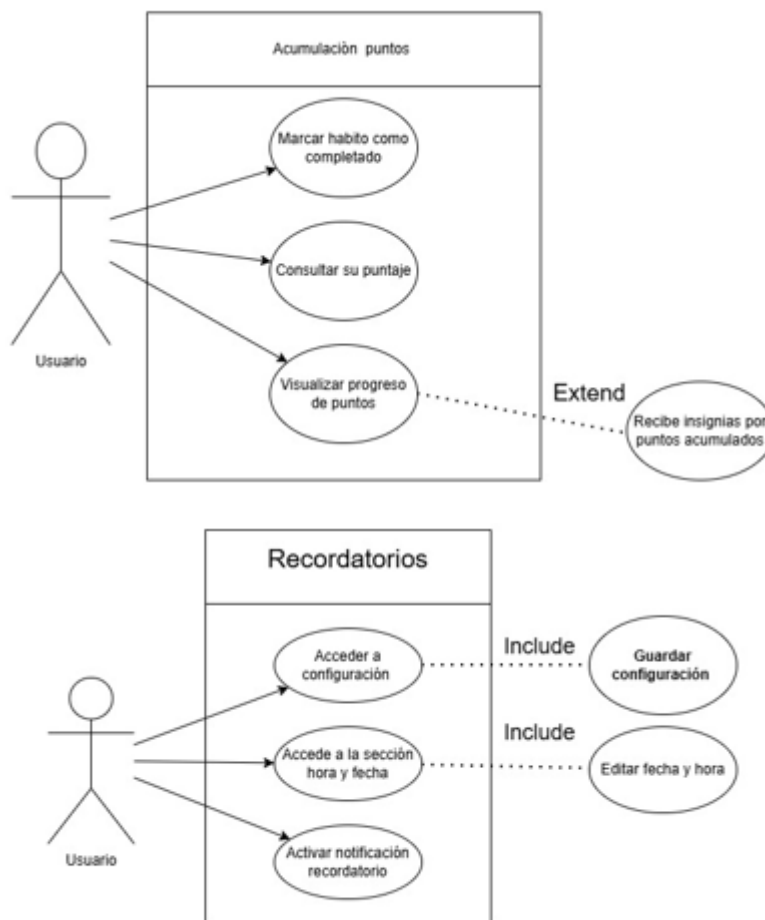 Acumulaciòn puntos
Marcar habito como
completado
Consultar su puntaje
Visualizar progreso
de puntos
Extend
Recibe insignias por
puntos acumulados
Usuario
Recordatorios
Acceder a
configuración
Include
Guardar
configuración
Accede a la sección
hora y fecha
Include
Editar fecha y hora
Activar notificación
recordatorio
Usuario